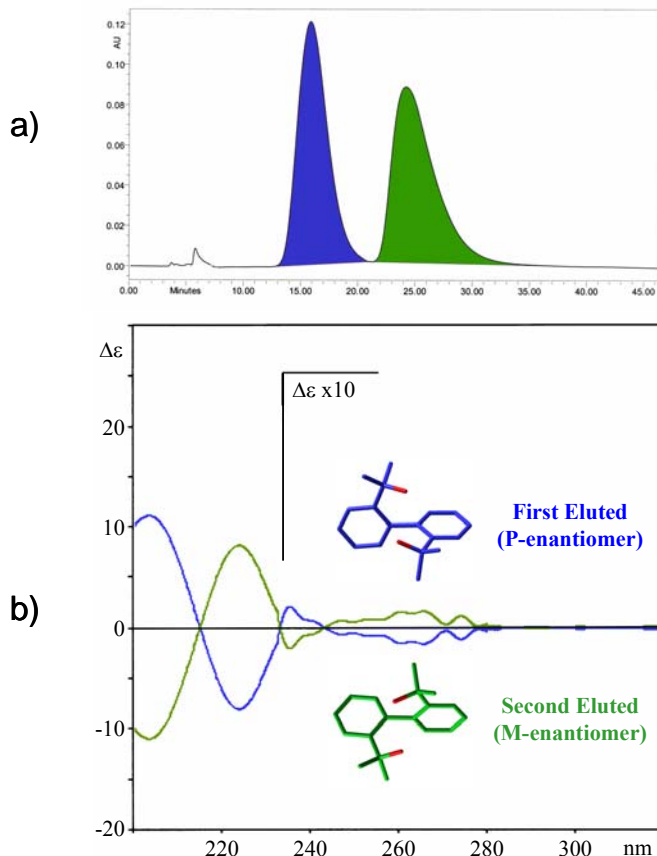 a)
0.12
AU
0.10
0.08
0.06
0.04
0.02
0.00
0.00 Minutes 10.00 15.00 20.00 25.00 30.00 35.00 40.00 45.00
b)
Δε
Δε x10
20
First Eluted
(P-enantiomer)
10
0
Second Eluted
(M-enantiomer)
-10
-20
220 240 260 280 300 nm